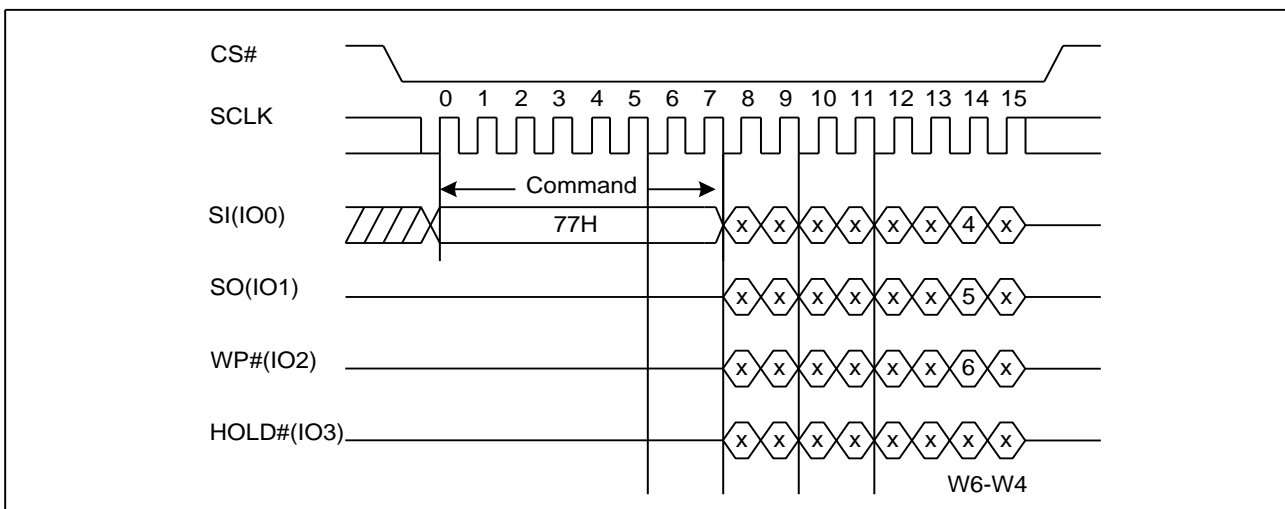 CS#
0 1 2 3 4 5 6 7 8 9 10 11 12 13 14 15
SCLK
Command
SI(IO0)
77H
x x x x x x 4 x
SO(IO1)
x x x x x x 5 x
WP#(IO2)
x x x x x x 6 x
HOLD#(IO3)
x x x x x x x x
W6-W4